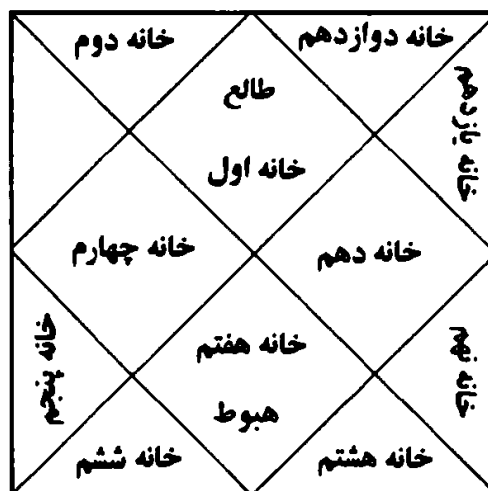 خانه دوازدهم
خانه دوم
طالع
خانه اول
خانه یازدهم
خانه دهم
خانه چهارم
خانه نهم
خانه هفتم
هبوط
خانه پنجم
خانه هشتم
خانه ششم